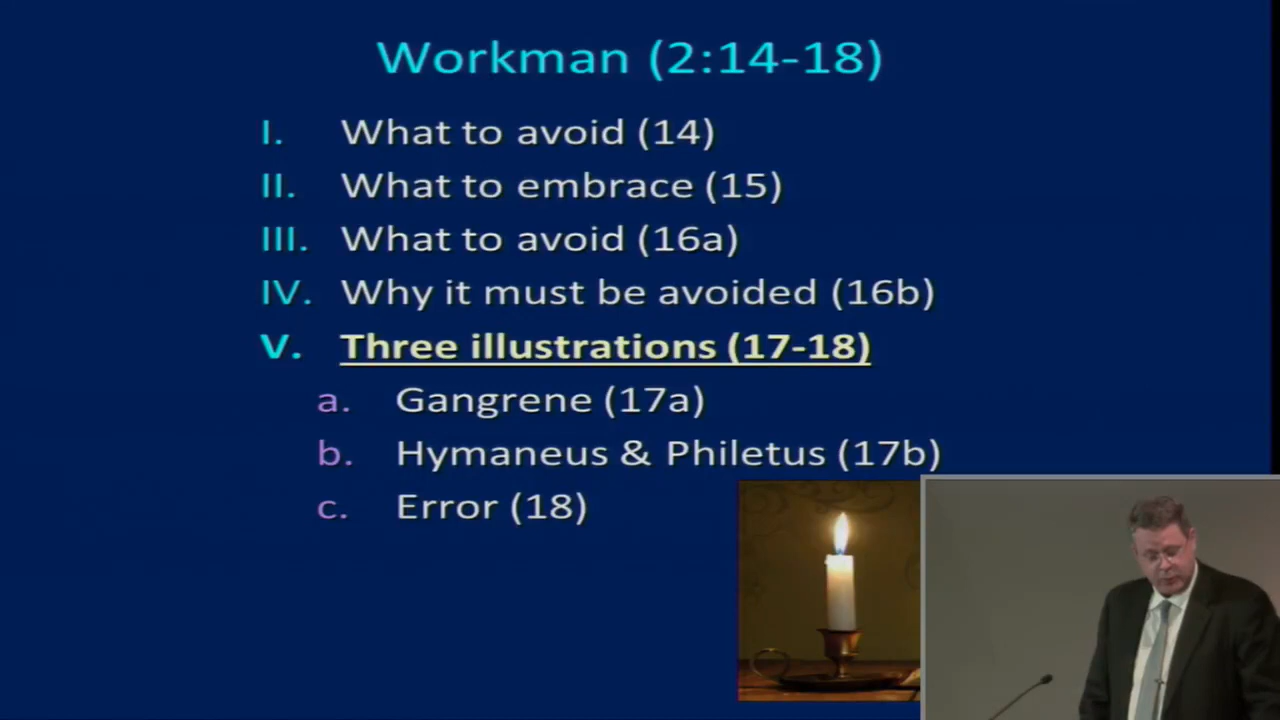 Workman (2:14-18)
I. What to avoid (14)
II. What to embrace (15)
III. What to avoid (16a)
IV. Why it must be avoided (16b)
V. Three illustrations (17-18)
a. Gangrene (17a)
b. Hymaneus & Philetus (17b)
c. Error (18)